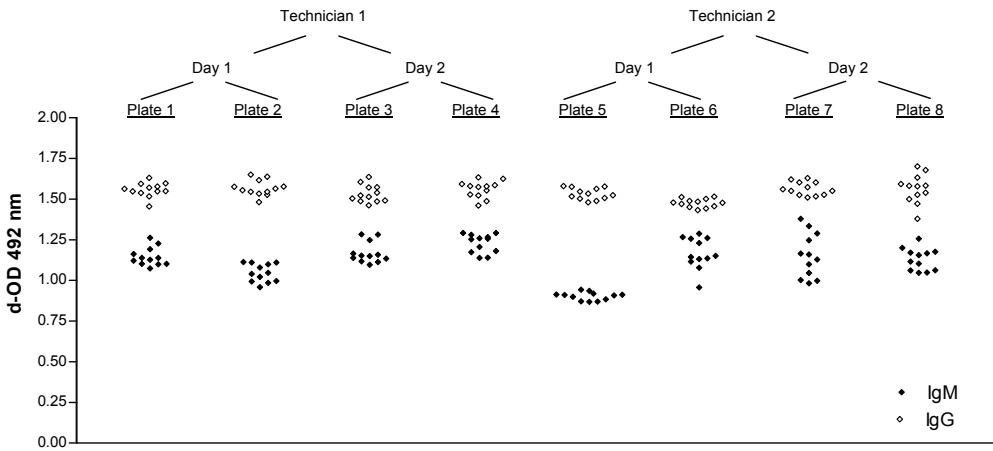 Technician 1 Technician 2
Day 1 Day 2 Day 1 Day 2
Plate 1 Plate 2 Plate 3 Plate 4 Plate 5 Plate 6 Plate 7 Plate 8
2.00
1.75
1.50
1.25
1.00
0.75
0.50
0.25
0.00
d-OD 492 nm
IgM
IgG